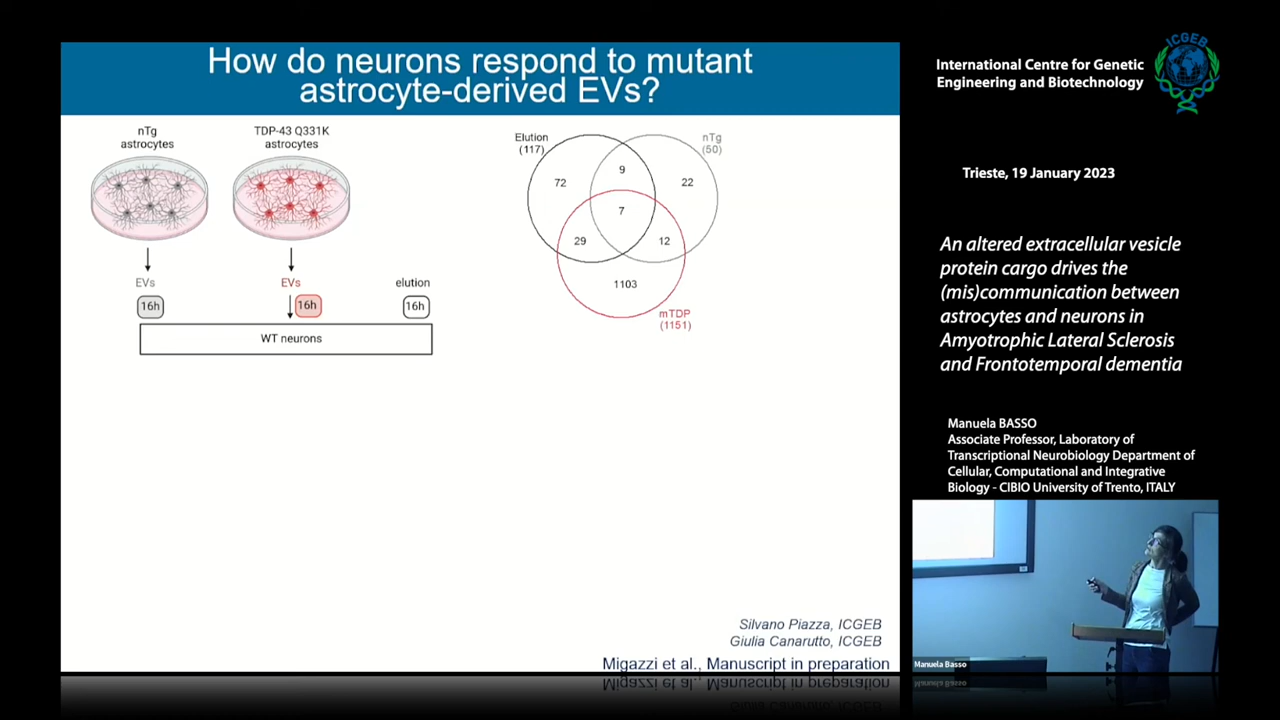 How do neurons respond to mutant
astrocyte-derived EVs?
nTg
astrocytes
TDP-43 Q331K
astrocytes
EVs
EVs
elution
16h
16h
16h
WT neurons
Elution
(117)
nTg
(50)
9
72
22
7
29
12
1103
mTDP
(1151)
Silvano Piazza, ICGEB
Giulia Canarutto, ICGEB
Migazzi et al., Manuscript in preparation
International Centre for Genetic
Engineering and Biotechnology
ICGEB
Trieste, 19 January 2023
An altered extracellular vesicle
protein cargo drives the
(mis)communication between
astrocytes and neurons in
Amyotrophic Lateral Sclerosis
and Frontotemporal dementia
Manuela BASSO
Associate Professor, Laboratory of
Transcriptional Neurobiology Department of
Cellular, Computational and Integrative
Biology - CIBIO University of Trento, ITALY
Manuela Basso